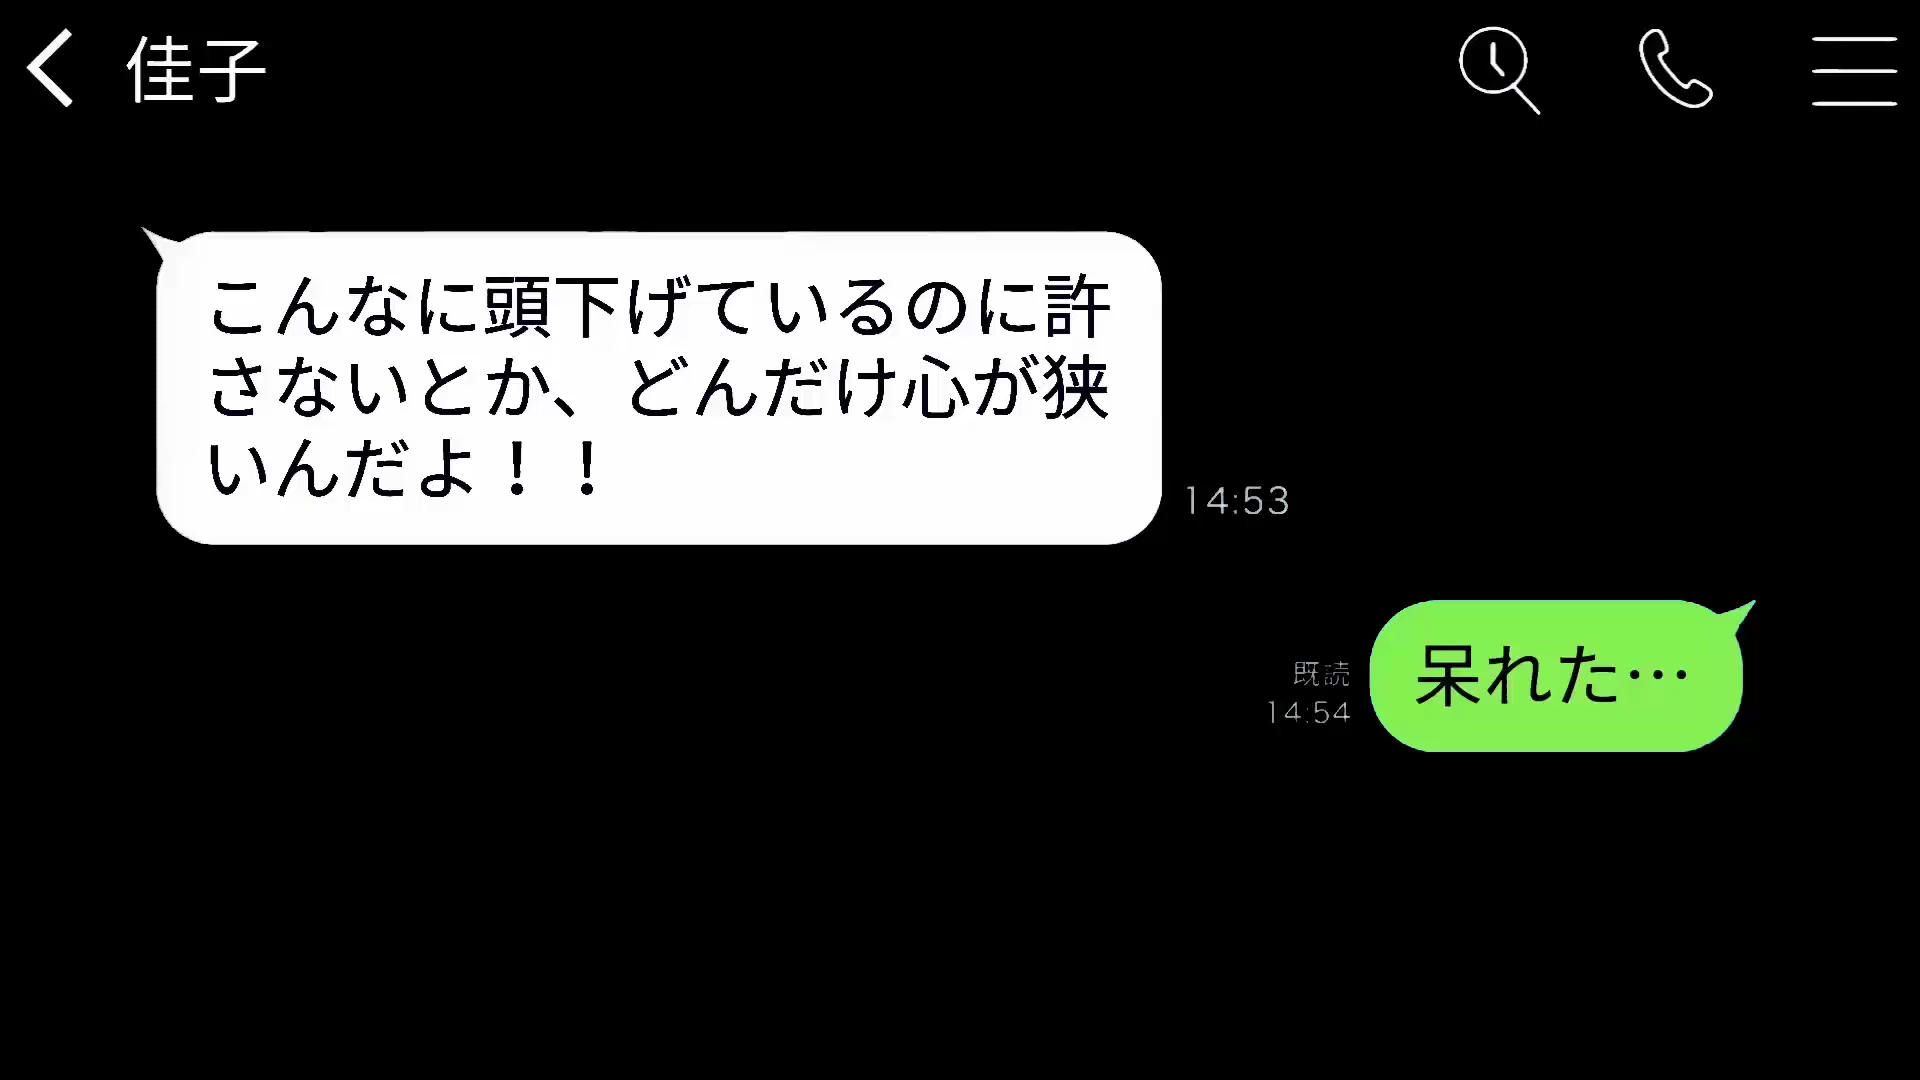 佳子
こんなに頭下げているのに許
さないとか、どんだけ心が狭
いんだよ！！
14:53
呆れた…
既読
14:54